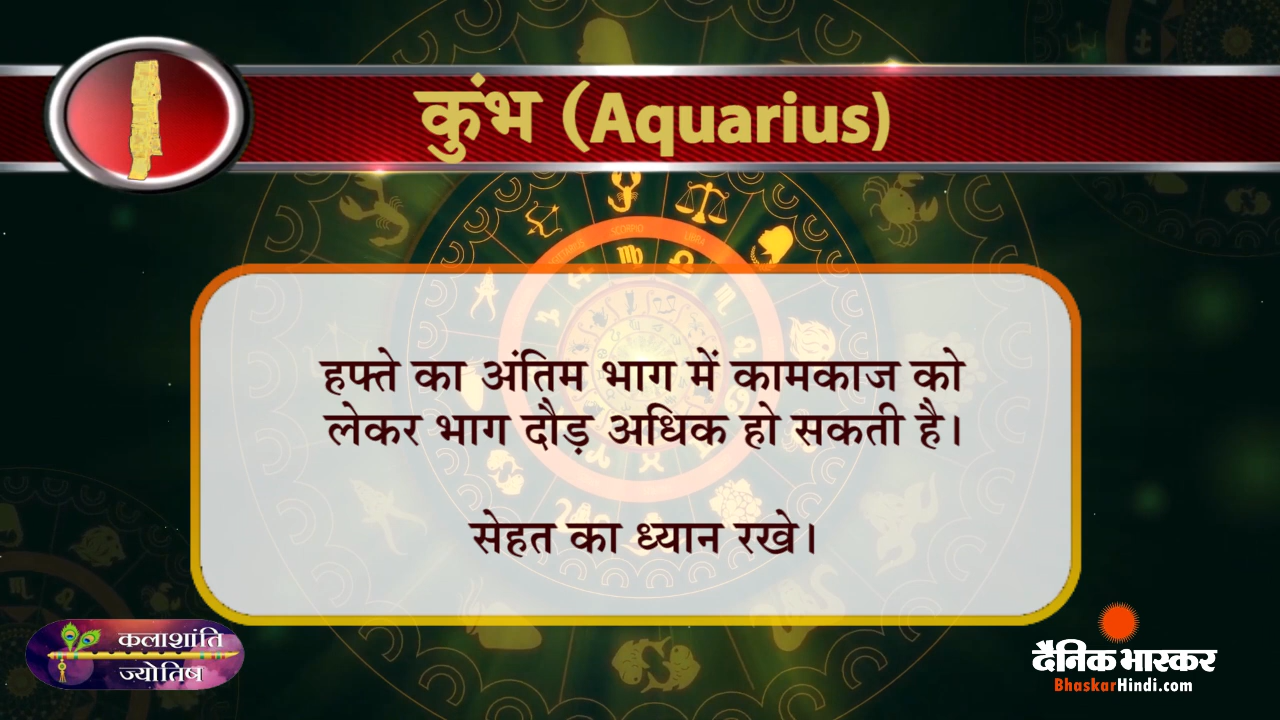 कुंभ (Aquarius)
हफ्ते का अंतिम भाग में कामकाज को
लेकर भाग दौड़ अधिक हो सकती है।
सेहत का ध्यान रखे।
कलाशांति
ज्योतिष
दैनिक भास्कर
BhaskarHindi.com